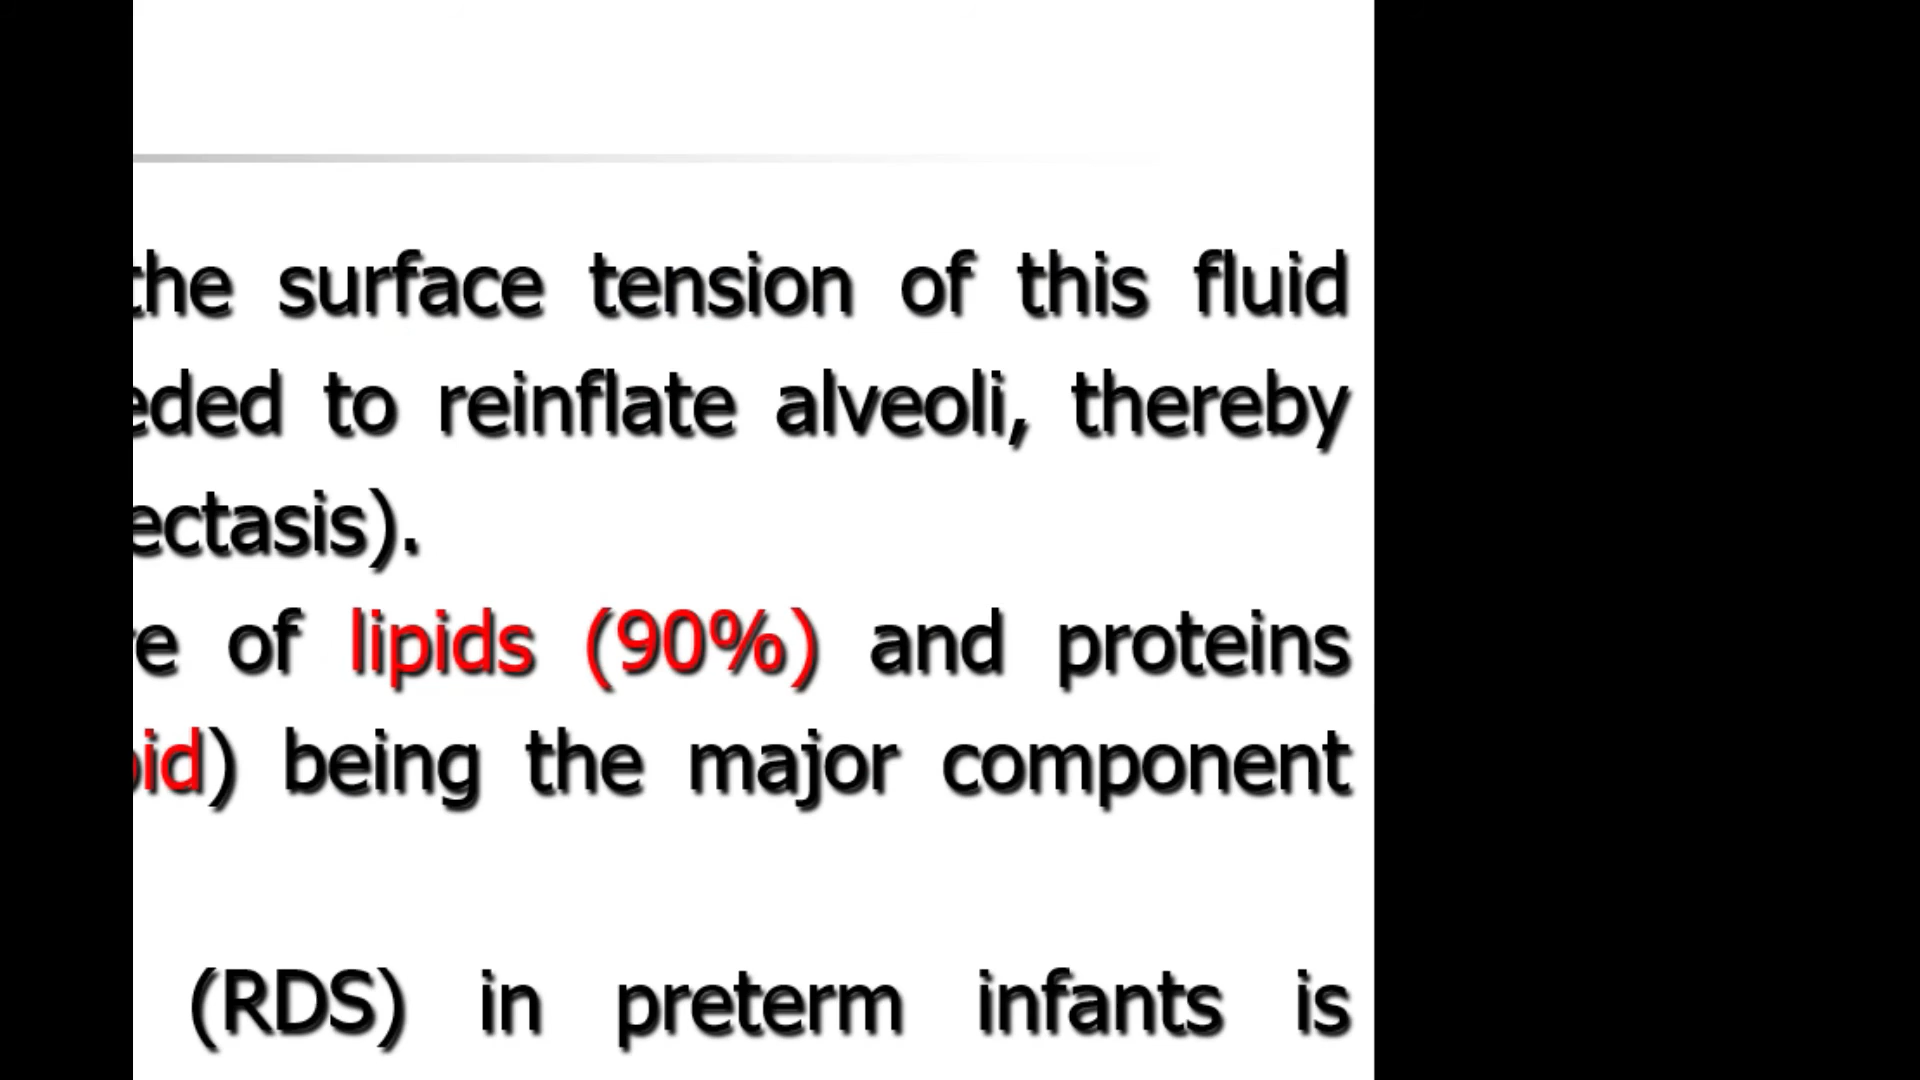 the surface tension of this fluid
eded to reinflate alveoli, thereby
ectasis).
e of lipids (90%) and proteins
id) being the major component
(RDS) in preterm infants is